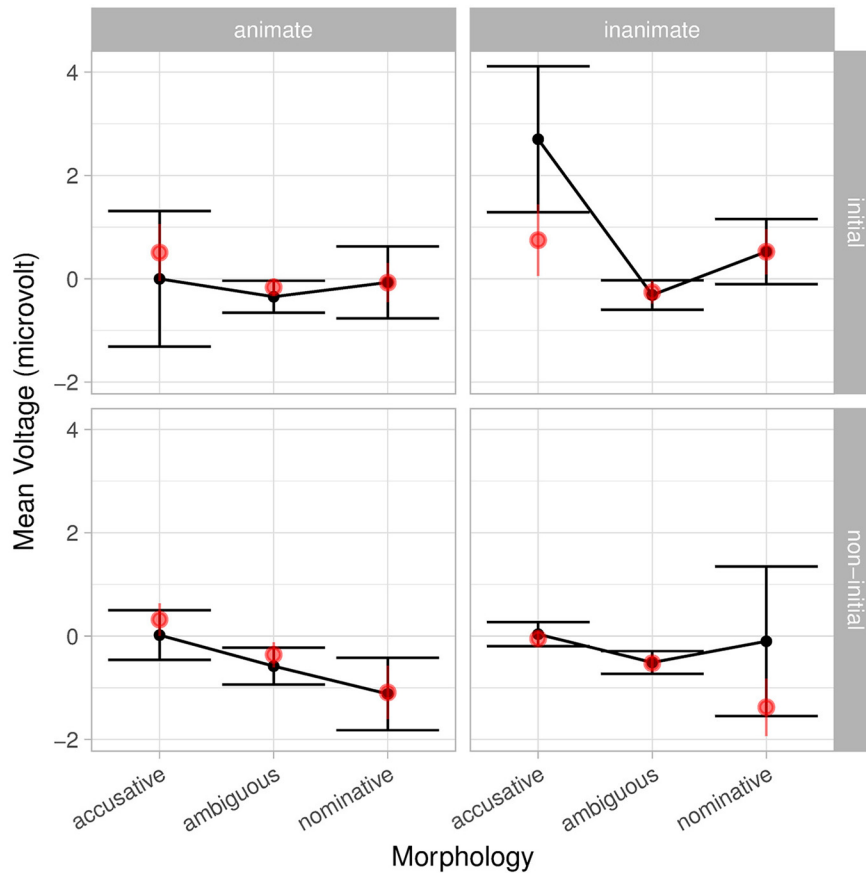 animate
inanimate
initial
non-initial
Mean Voltage (microvolt)
4
2
0
−2
4
2
0
−2
accusative
ambiguous
nominative
accusative
ambiguous
nominative
Morphology